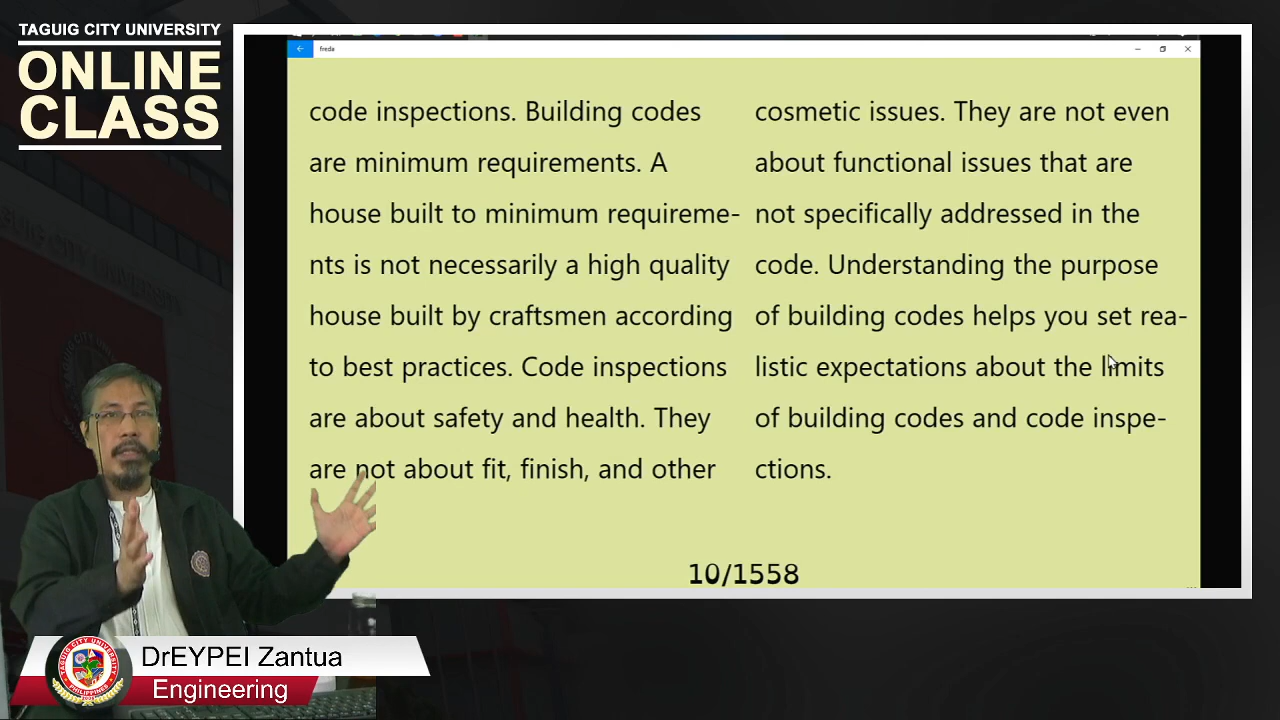 TAGUIG CITY UNIVERSITY
ONLINE
CLASS
freda
code inspections. Building codes
are minimum requirements. A
house built to minimum requireme-
nts is not necessarily a high quality
house built by craftsmen according
to best practices. Code inspections
are about safety and health. They
are not about fit, finish, and other
cosmetic issues. They are not even
about functional issues that are
not specifically addressed in the
code. Understanding the purpose
of building codes helps you set rea-
listic expectations about the limits
of building codes and code inspe-
ctions.
10/1558
DrEYPEI Zantua
Engineering